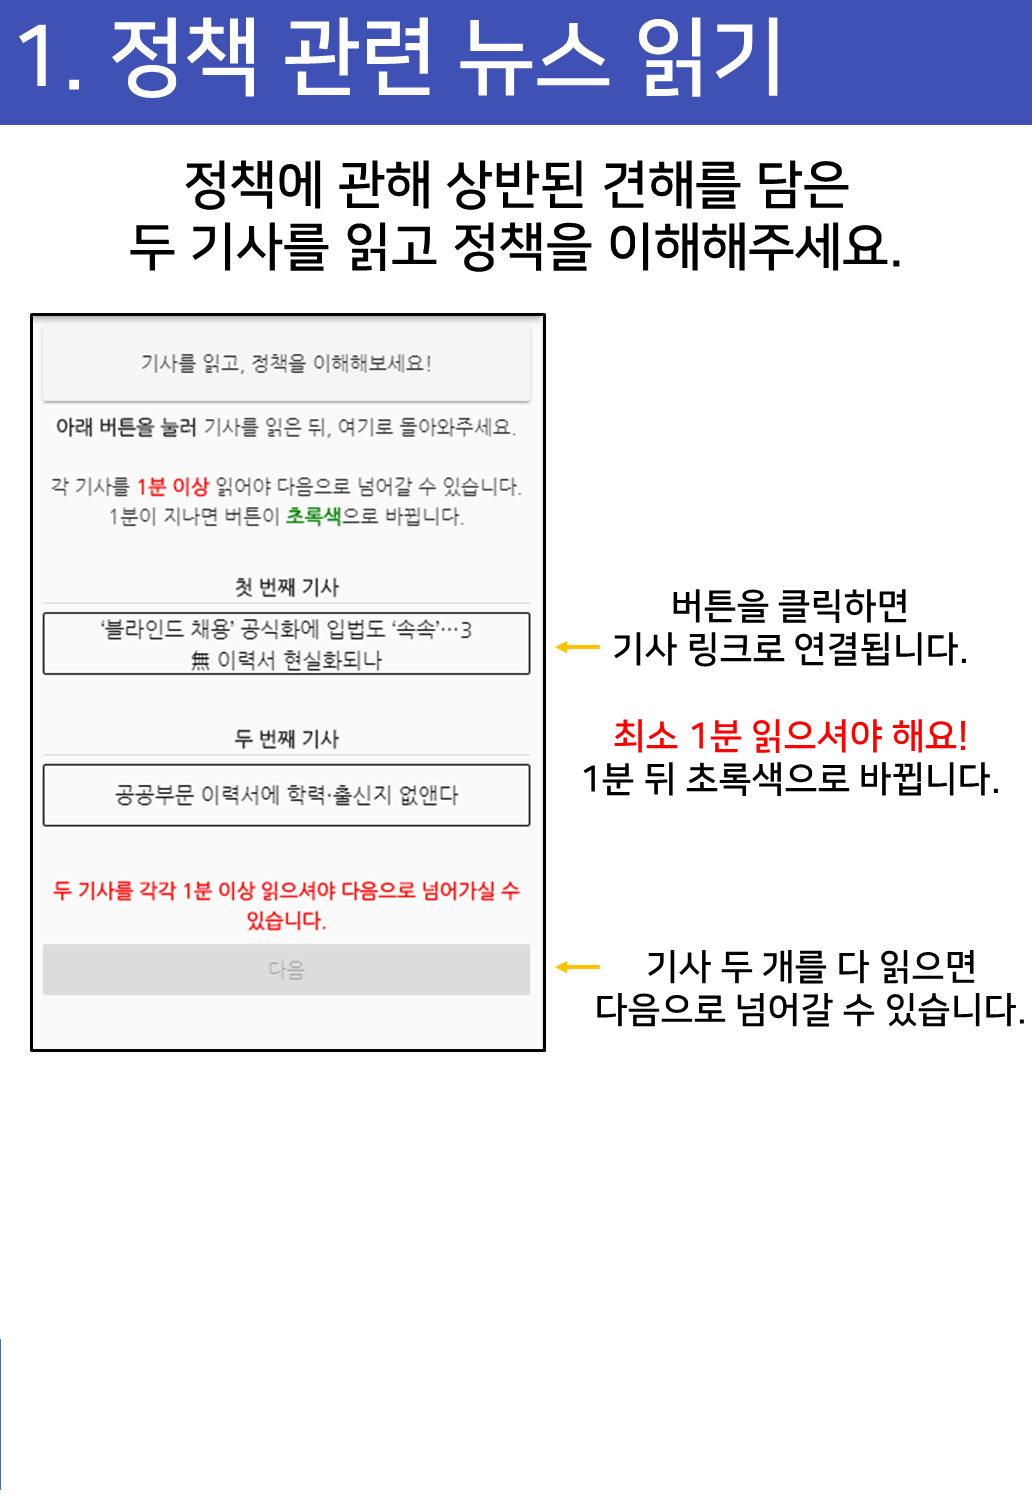 1. 정책 관련 뉴스 읽기
정책에 관해 상반된 견해를 담은
두 기사를 읽고 정책을 이해해주세요.
기사를 읽고, 정책을 이해해보세요!
아래 버튼을 눌러 기사를 읽은 뒤, 여기로 돌아와주세요.
각 기사를 1분 이상 읽어야 다음으로 넘어갈 수 있습니다.
1분이 지나면 버튼이 초록색으로 바뀝니다.
첫 번째 기사
‘블라인드 채용’ 공식화에 입법도 ‘속속’…3
無 이력서 현실화되나
두 번째 기사
공공부문 이력서에 학력·출신지 없앤다
두 기사를 각각 1분 이상 읽으셔야 다음으로 넘어가실 수
있습니다.
다음
버튼을 클릭하면
기사 링크로 연결됩니다.
최소 1분 읽으셔야 해요!
1분 뒤 초록색으로 바뀝니다.
기사 두 개를 다 읽으면
다음으로 넘어갈 수 있습니다.